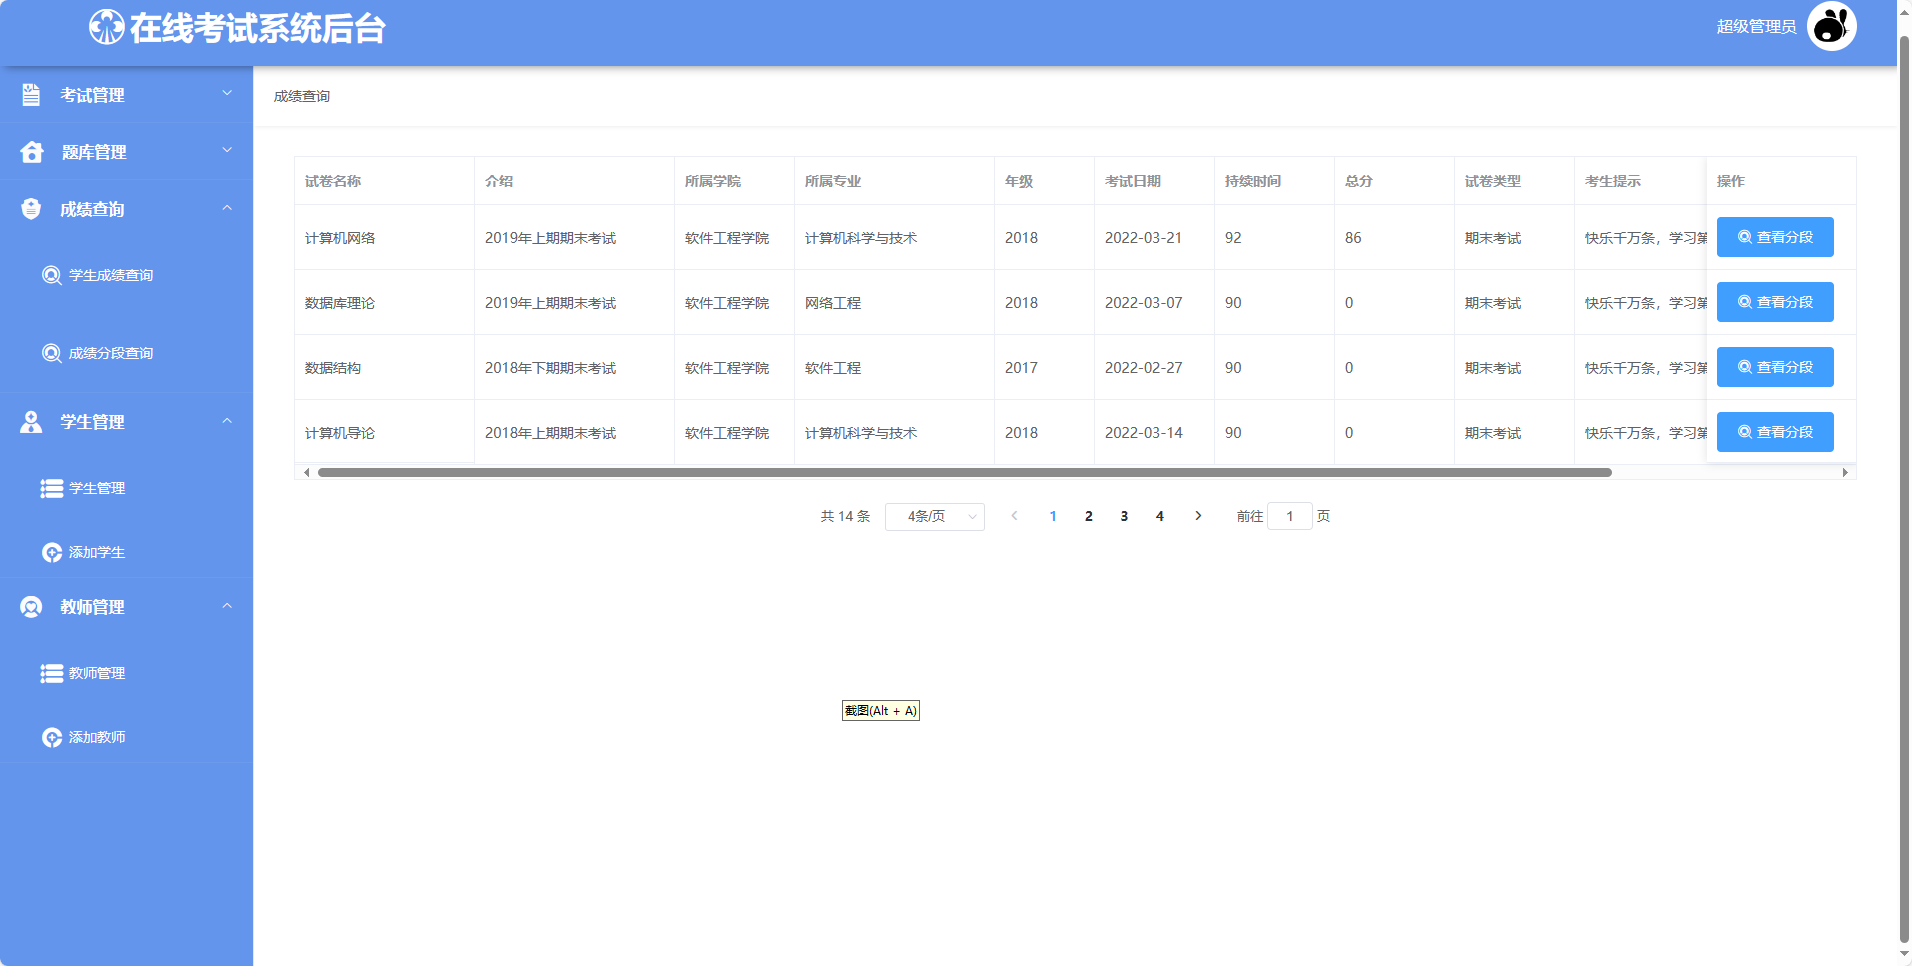 在线考试系统后台
超级管理员
考试管理
题库管理
成绩查询
学生成绩查询
成绩分段查询
学生管理
学生管理
添加学生
教师管理
教师管理
添加教师
成绩查询
试卷名称 介绍 所属学院 所属专业 年级 考试日期 持续时间 总分 试卷类型 考生提示 操作
计算机网络 2019年上期期末考试 软件工程学院 计算机科学与技术 2018 2022-03-21 92 86 期末考试 快乐千万条，学习第 查看分段
数据库理论 2019年上期期末考试 软件工程学院 网络工程 2018 2022-03-07 90 0 期末考试 快乐千万条，学习第 查看分段
数据结构 2018年下期期末考试 软件工程学院 软件工程 2017 2022-02-27 90 0 期末考试 快乐千万条，学习第 查看分段
计算机导论 2018年上期期末考试 软件工程学院 计算机科学与技术 2018 2022-03-14 90 0 期末考试 快乐千万条，学习第 查看分段
共 14 条 4条/页 1 2 3 4 前往 1 页
截图(Alt + A)